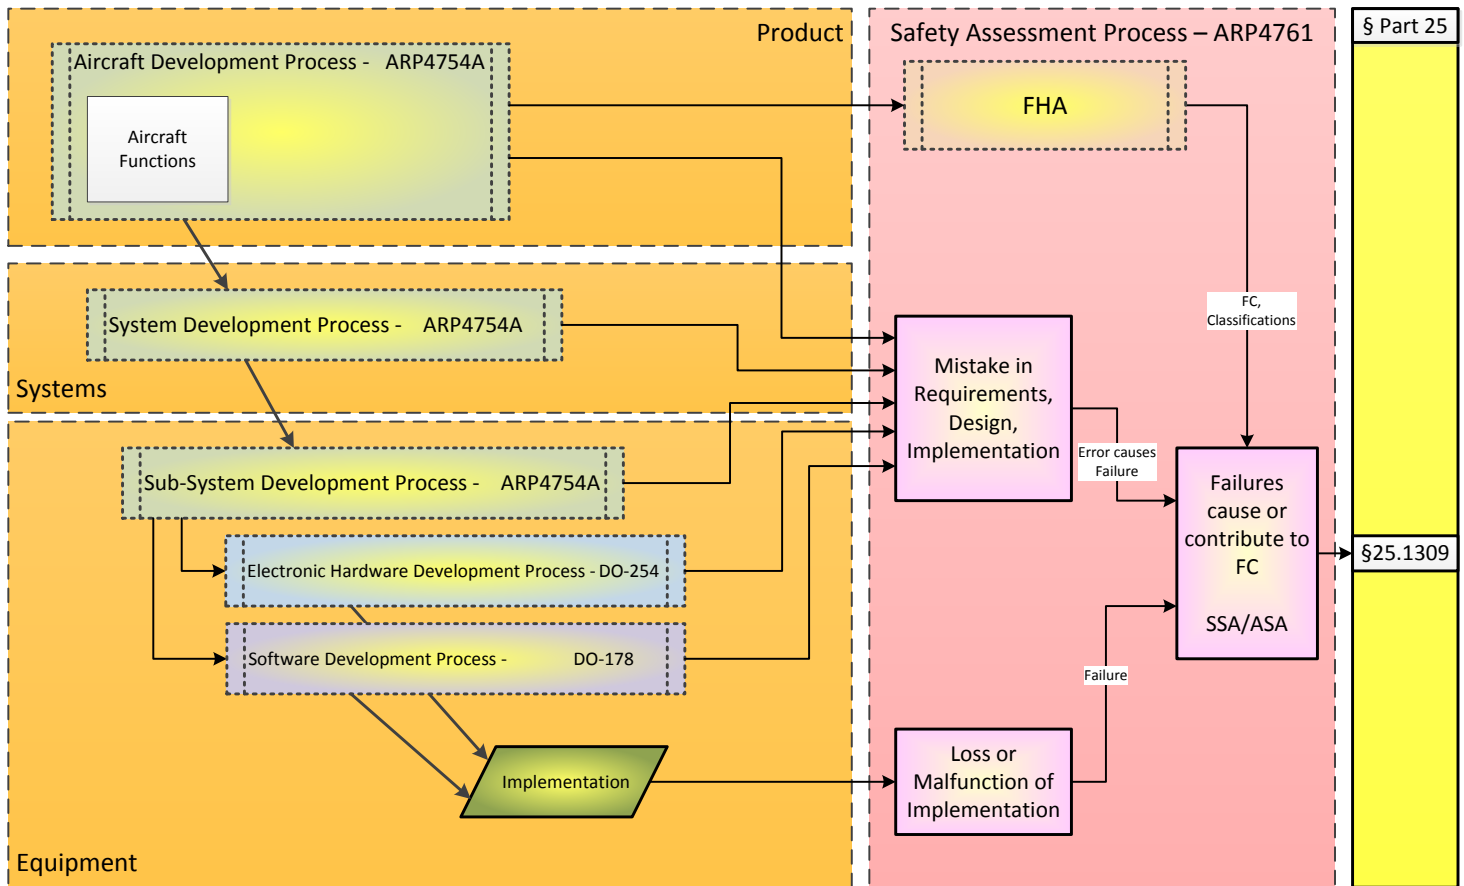 Product
Safety Assessment Process – ARP4761
§ Part 25
Aircraft Development Process - ARP4754A
Aircraft
Functions
FHA
FC,
Classifications
System Development Process - ARP4754A
Systems
Mistake in
Requirements,
Design,
Implementation
Error causes
Failure
Sub-System Development Process - ARP4754A
Failures
cause or
contribute to
FC
SSA/ASA
§25.1309
Electronic Hardware Development Process - DO-254
Software Development Process - DO-178
Failure
Implementation
Loss or
Malfunction of
Implementation
Equipment